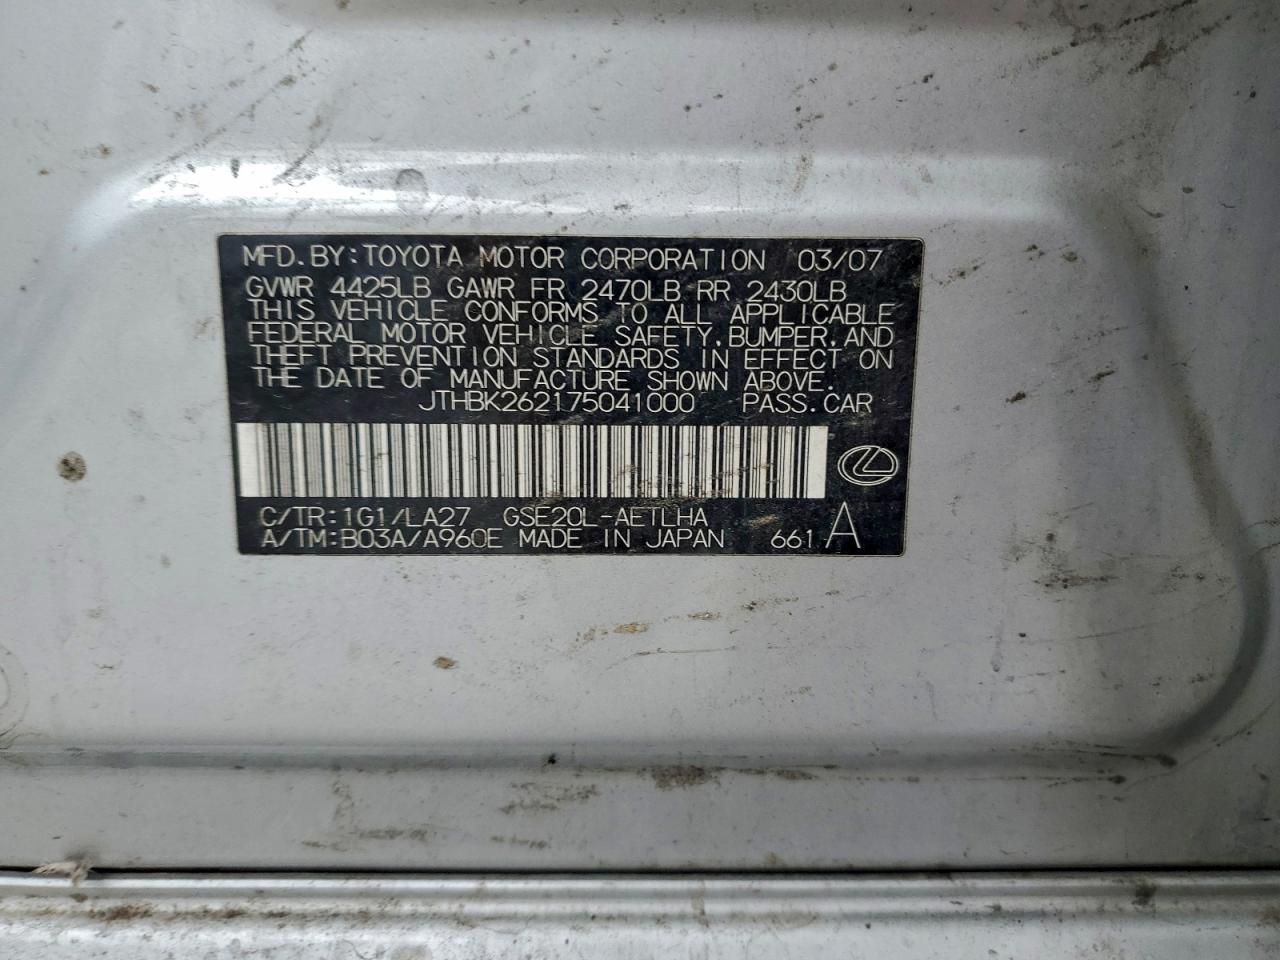 MFD.BY:TOYOTA MOTOR CORPORATION 03/07
GVWR 4425LB GAWR FR 2470LB RR 2430LB
THIS VEHICLE CONFORMS TO ALL APPLICABLE
FEDERAL MOTOR VEHICLE SAFETY,BUMPER,AND
THEFT PREVENTION STANDARDS IN EFFECT ON
THE DATE OF MANUFACTURE SHOWN ABOVE.
JTHBK262175041000 PASS.CAR
C/TR:1G1/LA27 GSE20L-AETLHA
A/TM:B03A/A960E MADE IN JAPAN 661 A